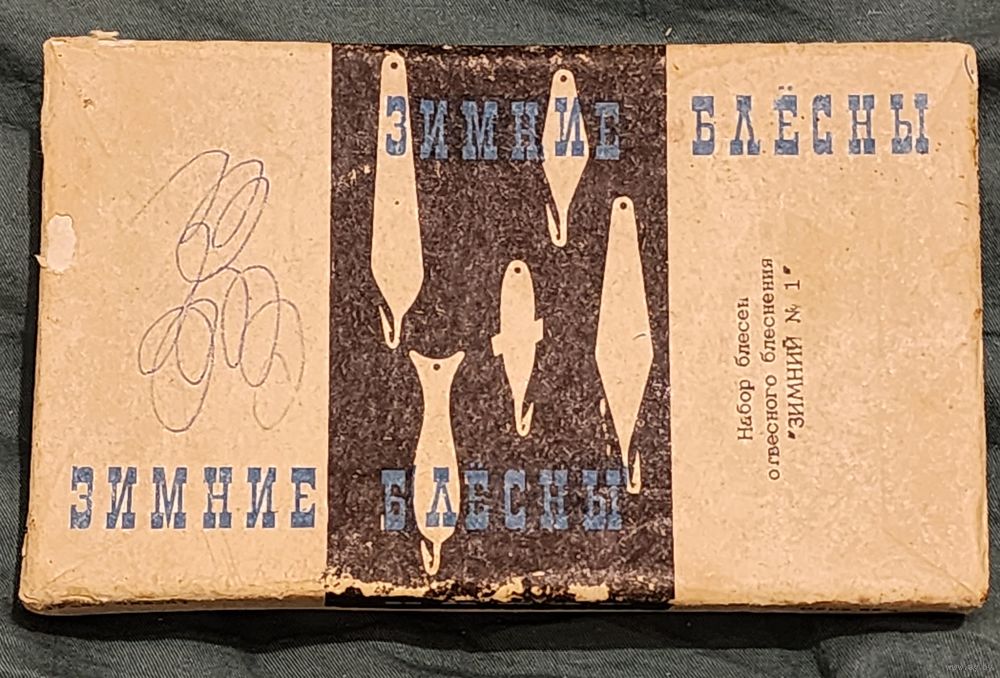 ЗИМНИЕ БЛЁСНЫ
Набор блесен
отвесного блеснения
"ЗИМНИЙ № 1"
ЗИМНИЕ БЛЁСНЫ